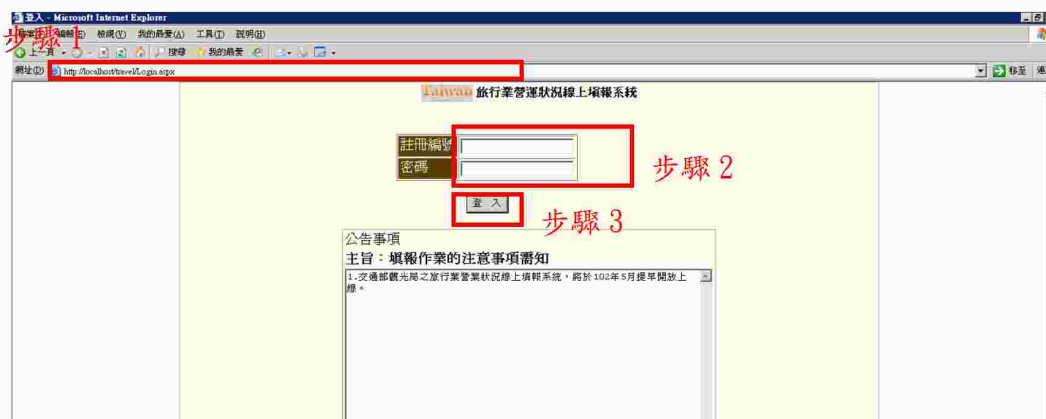 登入 - Microsoft Internet Explorer
編輯(E) 檢視(V) 我的最愛(A) 工具(T) 說明(H)
步驟 1
上一頁 搜尋 我的最愛
網址(D) http://localhost/travel/Login.aspx 移至 連
Taiwan 旅行業營運狀況線上填報系統
註冊編號
密碼
步驟 2
登 入
步驟 3
公告事項
主旨：填報作業的注意事項需知
1.交通部觀光局之旅行業營業狀況線上填報系統，將於102年5月提早開放上
線。